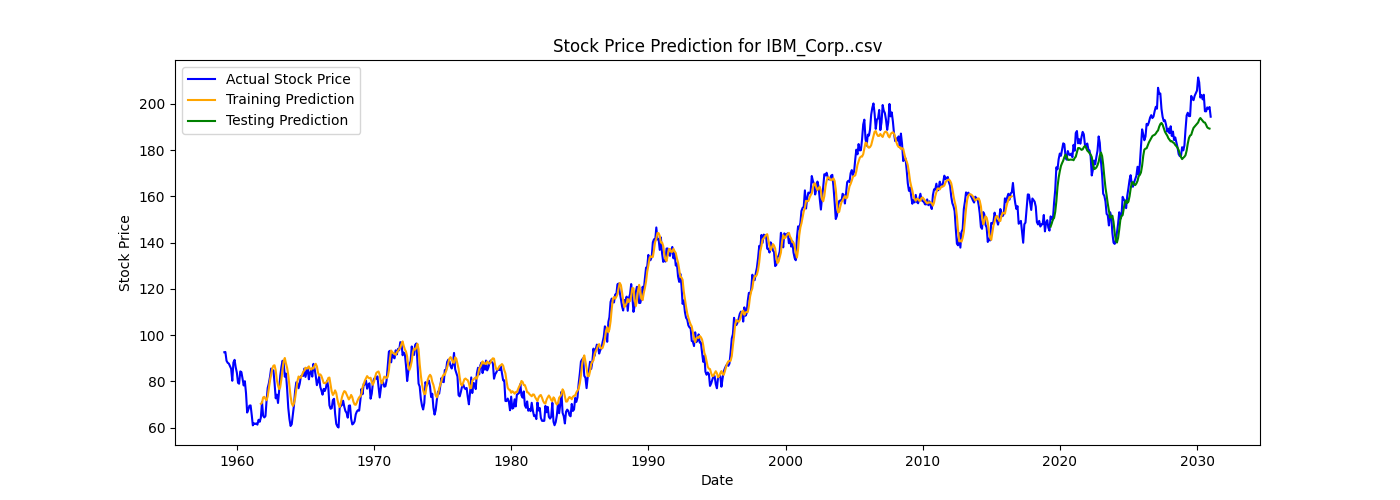 Stock Price Prediction for IBM_Corp..csv
Actual Stock Price
Training Prediction
Testing Prediction
Stock Price
200
180
160
140
120
100
80
60
1960 1970 1980 1990 2000 2010 2020 2030
Date